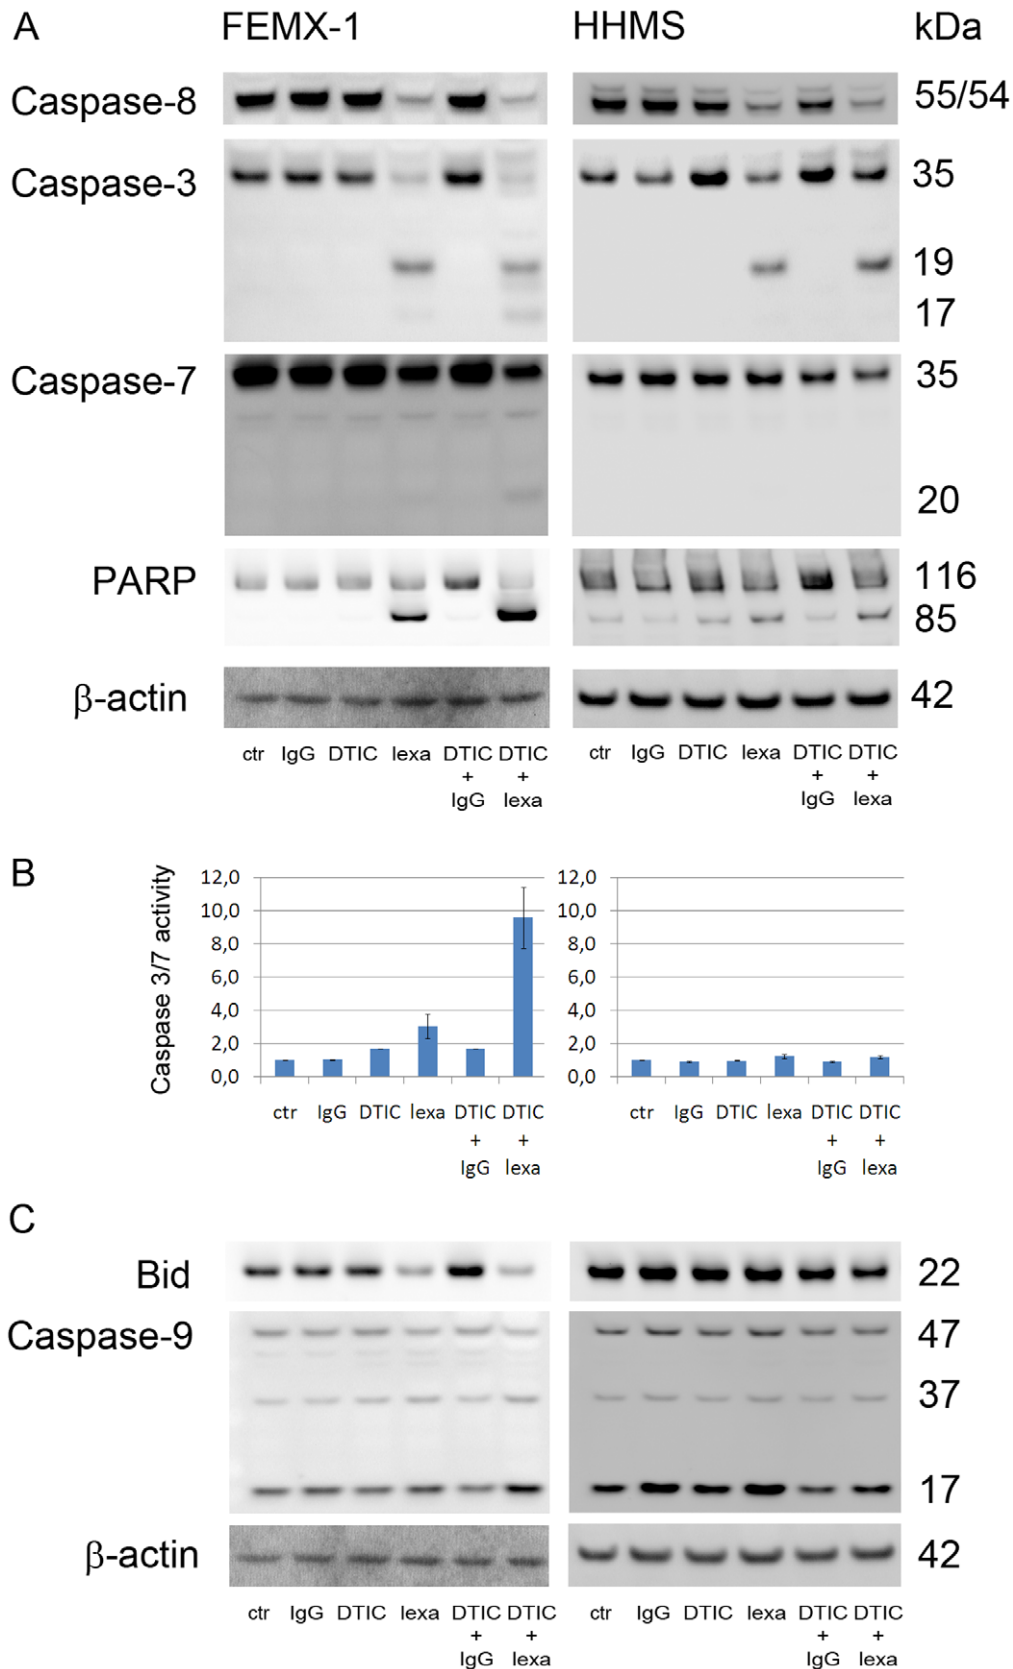 A FEMX-1 HHMS kDa
Caspase-8 55/54
Caspase-3 35
19
17
Caspase-7 35
20
PARP 116
85
β-actin 42
ctr IgG DTIC lexa DTIC DTIC ctr IgG DTIC lexa DTIC DTIC
+ + + +
IgG lexa IgG lexa
B
Caspase 3/7 activity
12,0 12,0
10,0 10,0
8,0 8,0
6,0 6,0
4,0 4,0
2,0 2,0
0,0 0,0
ctr IgG DTIC lexa DTIC DTIC ctr IgG DTIC lexa DTIC DTIC
+ + + +
IgG lexa IgG lexa
C
Bid 22
Caspase-9 47
37
17
β-actin 42
ctr IgG DTIC lexa DTIC DTIC ctr IgG DTIC lexa DTIC DTIC
+ + + +
IgG lexa IgG lexa